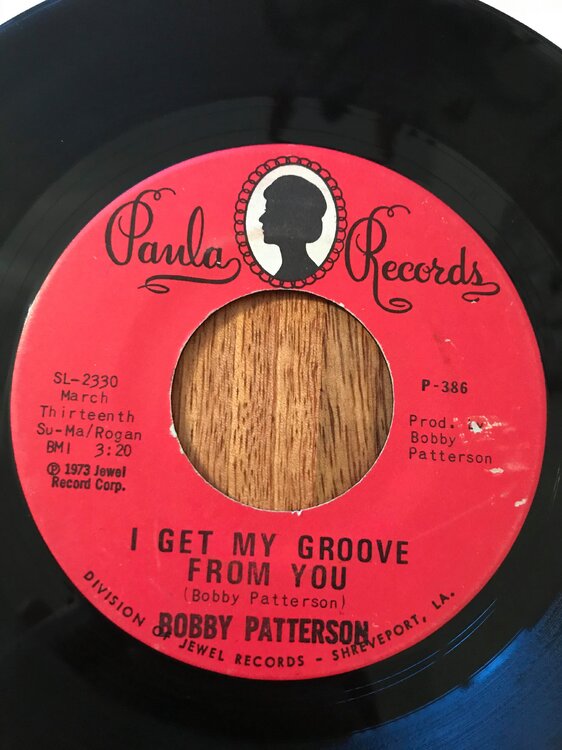 Paula Records
SL-2330
March
Thirteenth
Su-Ma/Rogan
BMI 3:20
℗ 1973 Jewel
Record Corp.
P-386
Prod.
Bobby
Patterson
I GET MY GROOVE
FROM YOU
(Bobby Patterson)
BOBBY PATTERSON
DIVISION OF JEWEL RECORDS - SHREVEPORT, LA.